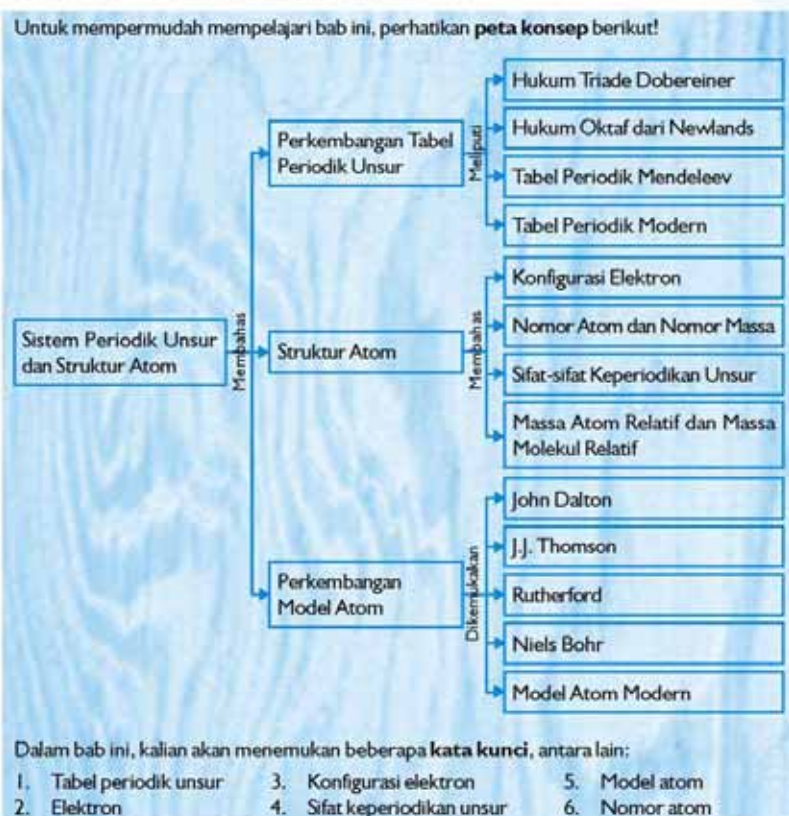 Untuk mempermudah mempelajari bab ini, perhatikan peta konsep berikut!
Sistem Periodik Unsur
dan Struktur Atom
Membahas
Perkembangan Tabel
Periodik Unsur
Meliputi
Hukum Triade Dobereiner
Hukum Oktaf dari Newlands
Tabel Periodik Mendeleev
Tabel Periodik Modern
Struktur Atom
Membahas
Konfigurasi Elektron
Nomor Atom dan Nomor Massa
Sifat-sifat Keperiodikan Unsur
Massa Atom Relatif dan Massa
Molekul Relatif
Perkembangan
Model Atom
Dikemukakan
John Dalton
J.J. Thomson
Rutherford
Niels Bohr
Model Atom Modern
Dalam bab ini, kalian akan menemukan beberapa kata kunci, antara lain:
1. Tabel periodik unsur
2. Elektron
3. Konfigurasi elektron
4. Sifat keperiodikan unsur
5. Model atom
6. Nomor atom